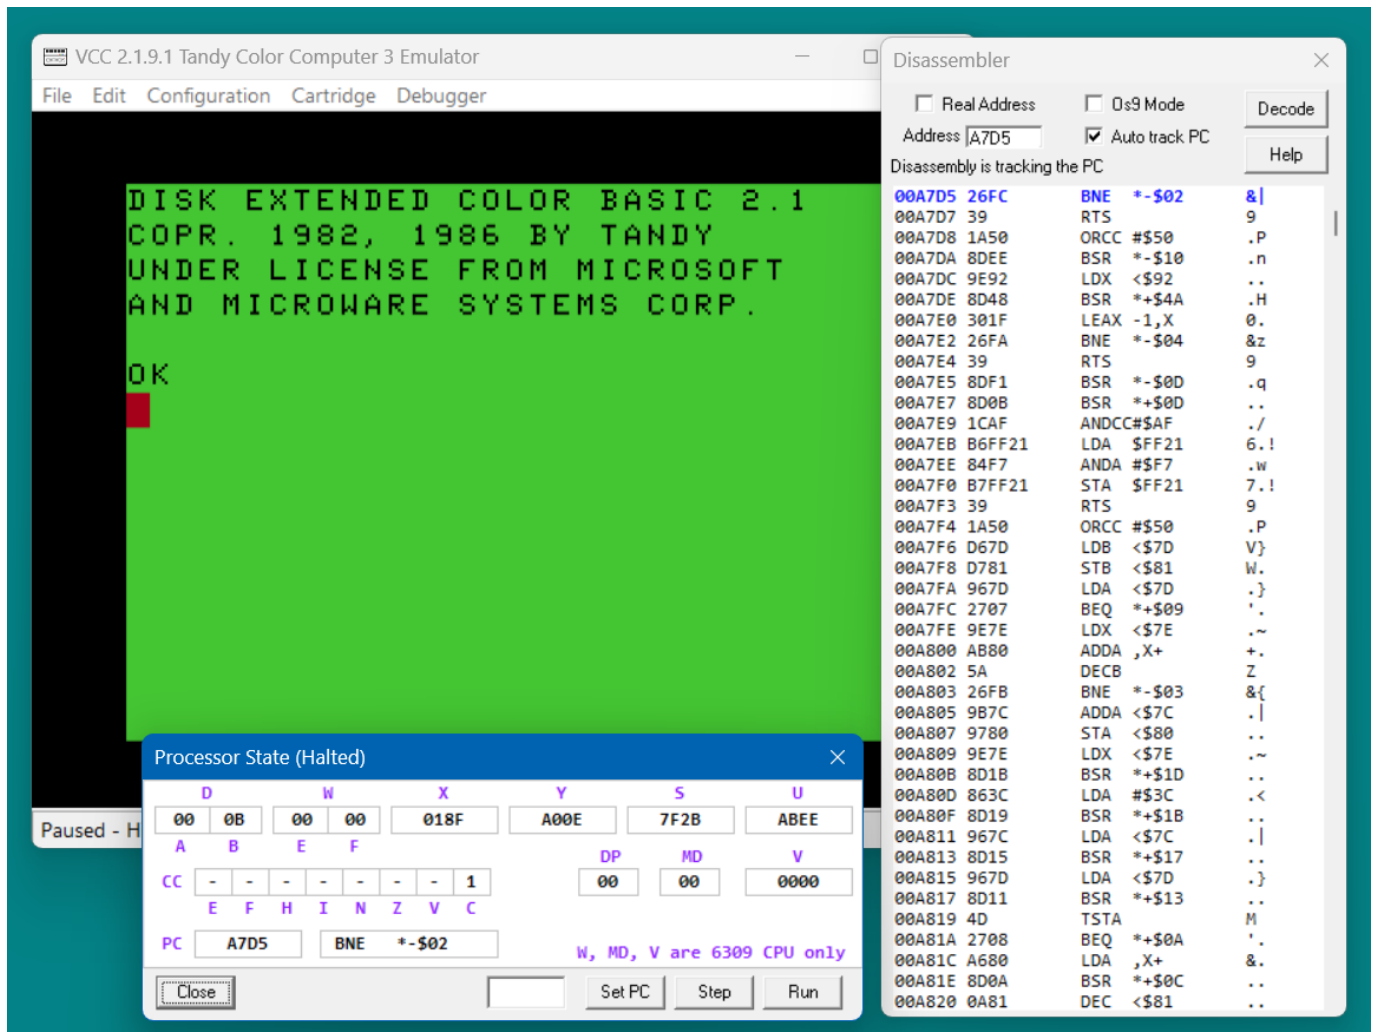 VCC 2.1.9.1 Tandy Color Computer 3 Emulator
File Edit Configuration Cartridge Debugger
DISK EXTENDED COLOR BASIC 2.1
COPR. 1982, 1986 BY TANDY
UNDER LICENSE FROM MICROSOFT
AND MICROWARE SYSTEMS CORP.
OK
Paused - H
Disassembler
Real Address Os9 Mode Decode
Address A7D5 Auto track PC Help
Disassembly is tracking the PC
00A7D5 26FC BNE *-$02 &|
00A7D7 39 RTS 9
00A7D8 1A50 ORCC #$50 .P
00A7DA 8DEE BSR *-$10 .n
00A7DC 9E92 LDX <$92 ..
00A7DE 8D48 BSR *+$4A .H
00A7E0 301F LEAX -1,X 0.
00A7E2 26FA BNE *-$04 &z
00A7E4 39 RTS 9
00A7E5 8DF1 BSR *-$0D .q
00A7E7 8D0B BSR *+$0D ..
00A7E9 1CAF ANDCC#$AF ./
00A7EB B6FF21 LDA $FF21 6.!
00A7EE 84F7 ANDA #$F7 .w
00A7F0 B7FF21 STA $FF21 7.!
00A7F3 39 RTS 9
00A7F4 1A50 ORCC #$50 .P
00A7F6 D67D LDB <$7D V}
00A7F8 D781 STB <$81 W.
00A7FA 967D LDA <$7D .}
00A7FC 2707 BEQ *+$09 '.
00A7FE 9E7E LDX <$7E .~
00A800 AB80 ADDA ,X+ +.
00A802 5A DECB Z
00A803 26FB BNE *-$03 &{
00A805 9B7C ADDA <$7C .|
00A807 9780 STA <$80 ..
00A809 9E7E LDX <$7E .~
00A80B 8D1B BSR *+$1D ..
00A80D 863C LDA #$3C .<
00A80F 8D19 BSR *+$1B ..
00A811 967C LDA <$7C .|
00A813 8D15 BSR *+$17 ..
00A815 967D LDA <$7D .}
00A817 8D11 BSR *+$13 ..
00A819 4D TSTA M
00A81A 2708 BEQ *+$0A '.
00A81C A680 LDA ,X+ &.
00A81E 8D0A BSR *+$0C ..
00A820 0A81 DEC <$81 ..
Processor State (Halted)
D W X Y S U
00 0B 00 00 018F A00E 7F2B ABEE
A B E F
DP MD V
CC - - - - - - - 1 00 00 0000
E F H I N Z V C
PC A7D5 BNE *-$02
W, MD, V are 6309 CPU only
Close Set PC Step Run